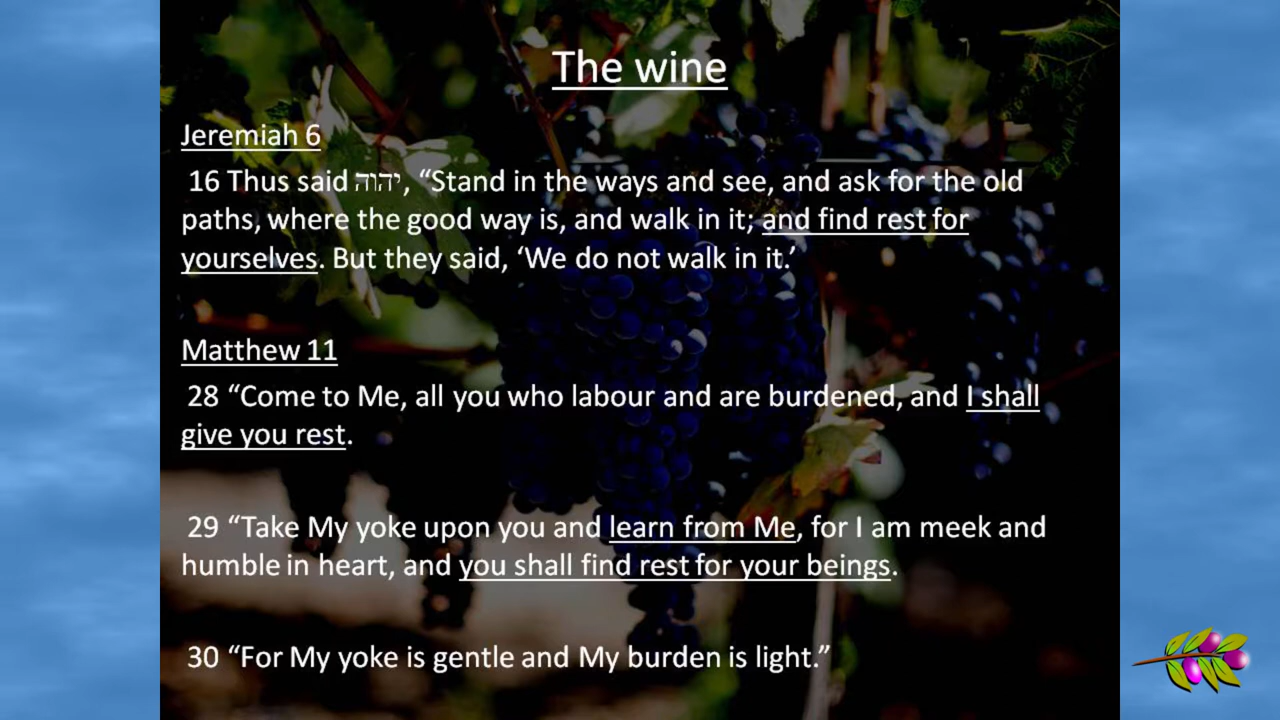 The wine
Jeremiah 6
16 Thus said יהוה, “Stand in the ways and see, and ask for the old
paths, where the good way is, and walk in it; and find rest for
yourselves. But they said, ‘We do not walk in it.’
Matthew 11
28 “Come to Me, all you who labour and are burdened, and I shall
give you rest.
29 “Take My yoke upon you and learn from Me, for I am meek and
humble in heart, and you shall find rest for your beings.
30 “For My yoke is gentle and My burden is light.”